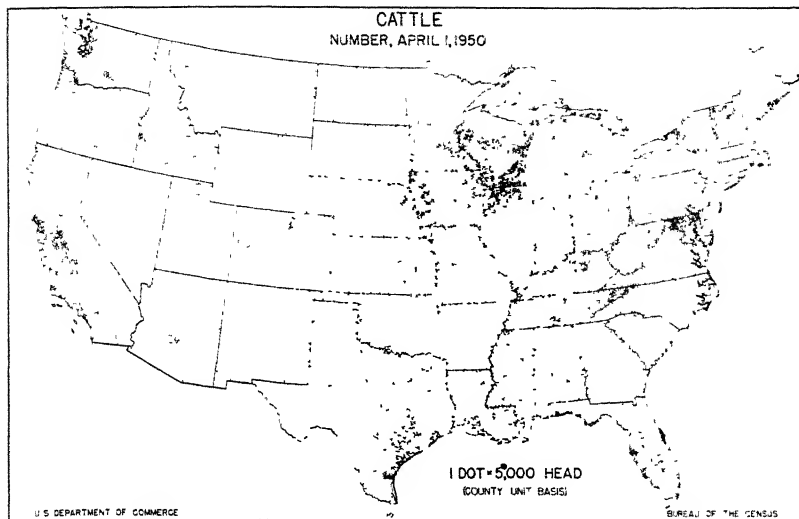 CATTLE
NUMBER, APRIL 1, 1950
1 DOT=5,000 HEAD
(COUNTY UNIT BASIS)
U S DEPARTMENT OF COMMERCE
BUREAU OF THE CENSUS